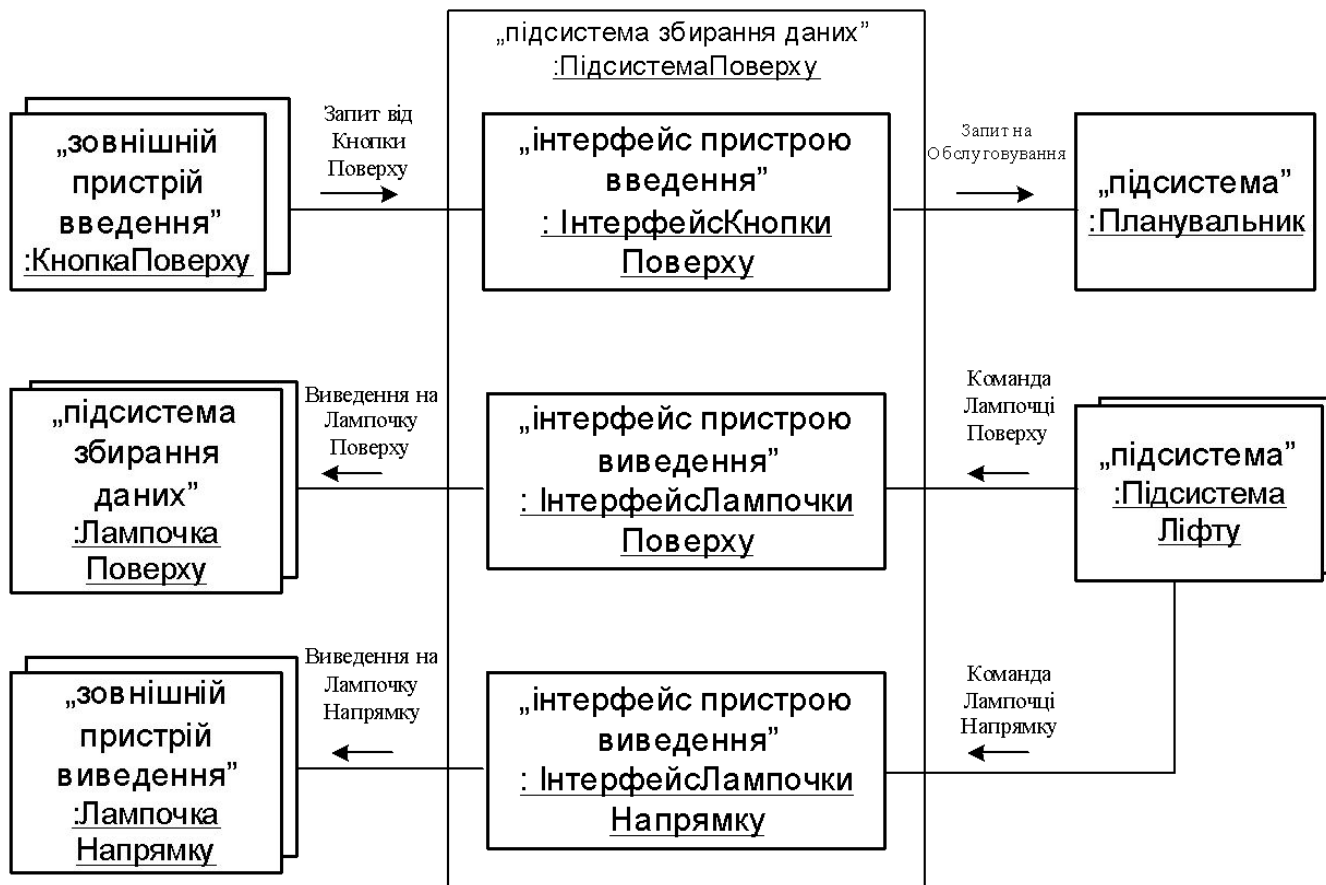 „підсистема збирання даних”
:ПідсистемаПоверху
„зовнішній
пристрій
введення”
:КнопкаПоверху
Запит від
Кнопки
Поверху
„інтерфейс пристрою
введення”
: ІнтерфейсКнопки
Поверху
Запит на
Обслуговування
„підсистема”
:Планувальник
„підсистема
збирання
даних”
:Лампочка
Поверху
Виведення на
Лампочку
Поверху
„інтерфейс пристрою
виведення”
: ІнтерфейсЛампочки
Поверху
Команда
Лампочці
Поверху
„підсистема”
:Підсистема
Ліфту
„зовнішній
пристрій
виведення”
:Лампочка
Напрямку
Виведення на
Лампочку
Напрямку
„інтерфейс пристрою
виведення”
: ІнтерфейсЛампочки
Напрямку
Команда
Лампочці
Напрямку